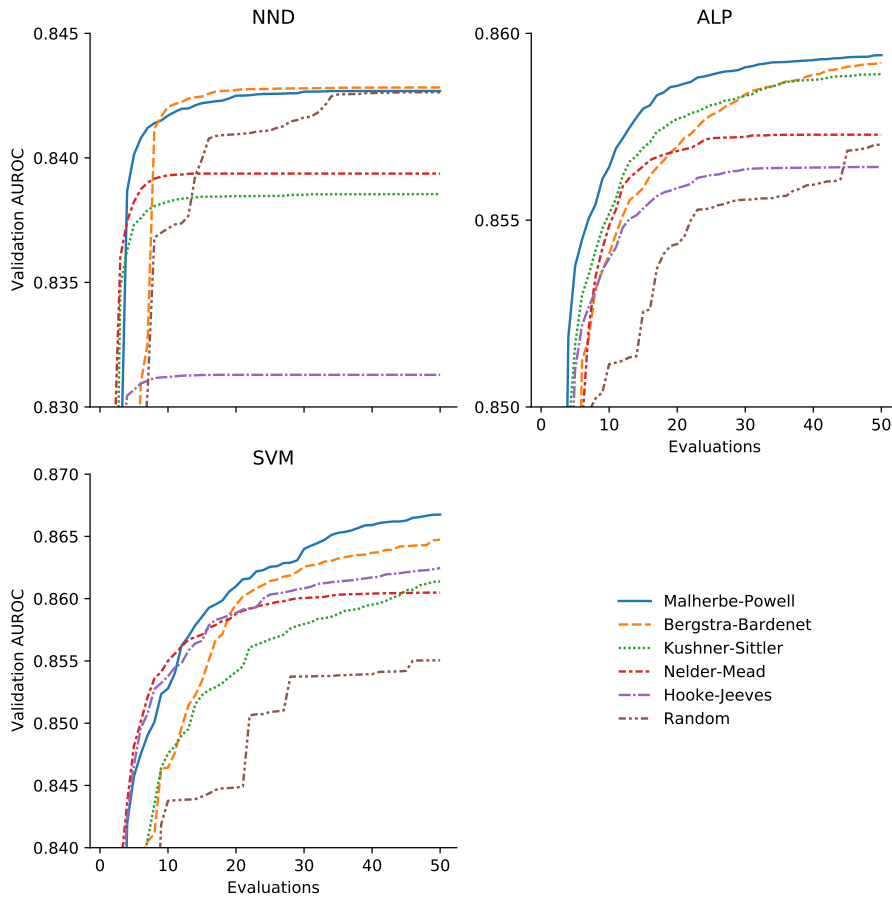 NND
0.845
0.840
0.835
0.830
Validation AUROC
ALP
0.860
0.855
0.850
0 10 20 30 40 50
Evaluations
SVM
0.870
0.865
0.860
0.855
0.850
0.845
0.840
Validation AUROC
0 10 20 30 40 50
Evaluations
Malherbe-Powell
Bergstra-Bardenet
Kushner-Sittler
Nelder-Mead
Hooke-Jeeves
Random